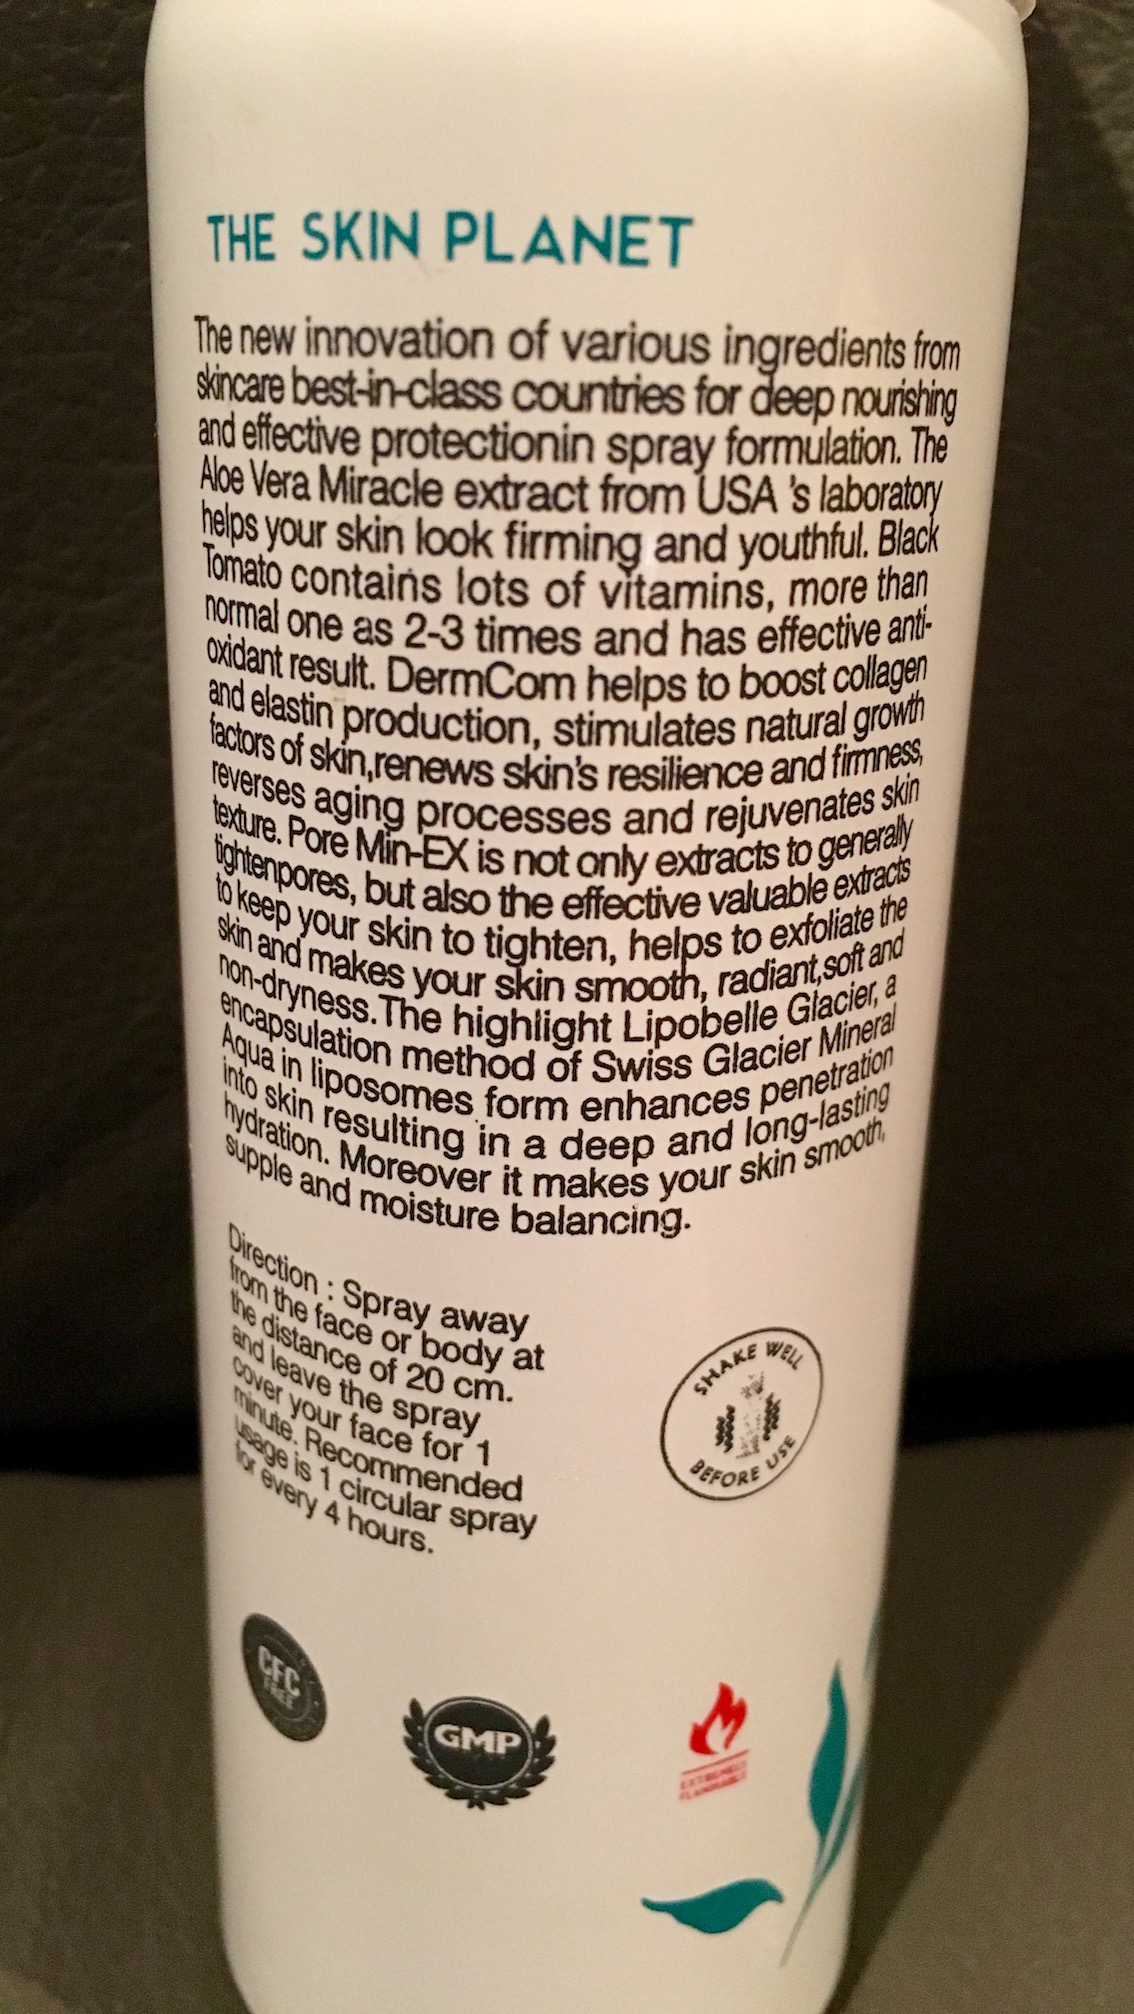 THE SKIN PLANET
The new innovation of various ingredients from
skincare best-in-class countries for deep nourishing
and effective protectionin spray formulation. The
Aloe Vera Miracle extract from USA 's laboratory
helps your skin look firming and youthful. Black
Tomato contains lots of vitamins, more than
normal one as 2-3 times and has effective anti-
oxidant result. DermCom helps to boost collagen
and elastin production, stimulates natural growth
factors of skin,renews skin's resilience and firmness,
reverses aging processes and rejuvenates skin
texture. Pore Min-EX is not only extracts to generally
tightenpores, but also the effective valuable extracts
to keep your skin to tighten, helps to exfoliate the
skin and makes your skin smooth, radiant,soft and
non-dryness.The highlight Lipobelle Glacier, a
encapsulation method of Swiss Glacier Mineral
Aqua in liposomes form enhances penetration
into skin resulting in a deep and long-lasting
hydration. Moreover it makes your skin smooth,
supple and moisture balancing.
Direction : Spray away
from the face or body at
the distance of 20 cm.
and leave the spray
cover your face for 1
minute. Recommended
usage is 1 circular spray
for every 4 hours.
SHAKE WELL
BEFORE USE
CFC
FREE
GMP
EXTREMELY
FLAMMABLE